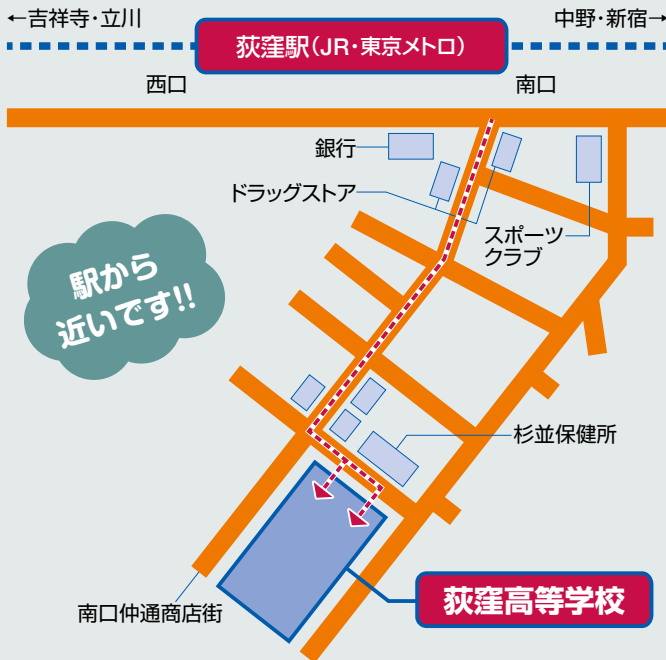 ←吉祥寺・立川
中野・新宿→
荻窪駅(JR・東京メトロ)
西口
南口
銀行
ドラッグストア
スポーツ
クラブ
駅から
近いです!!
杉並保健所
荻窪高等学校
南口仲通商店街